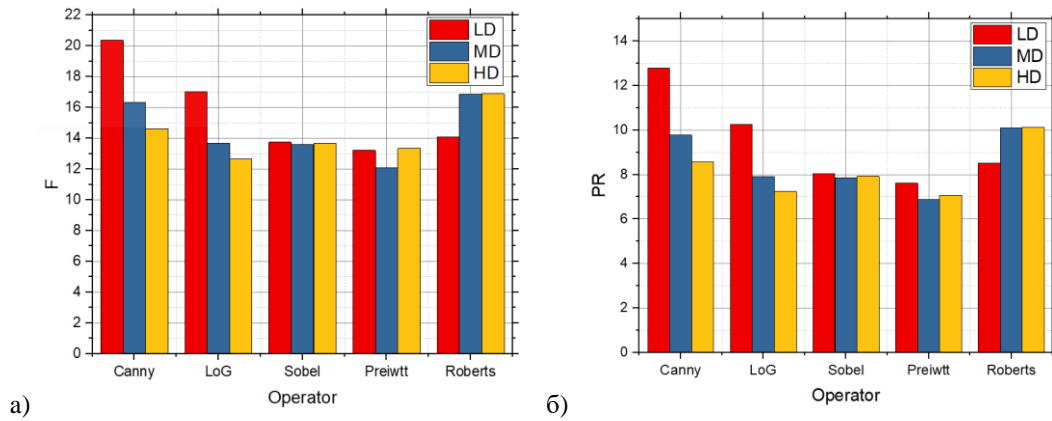 22
20
18
16
14
12
10
8
6
4
2
0
F
LD
MD
HD
Canny LoG Sobel Preiwtt Roberts
Operator
а)
14
12
10
8
6
4
2
0
PR
LD
MD
HD
Canny LoG Sobel Preiwtt Roberts
Operator
б)